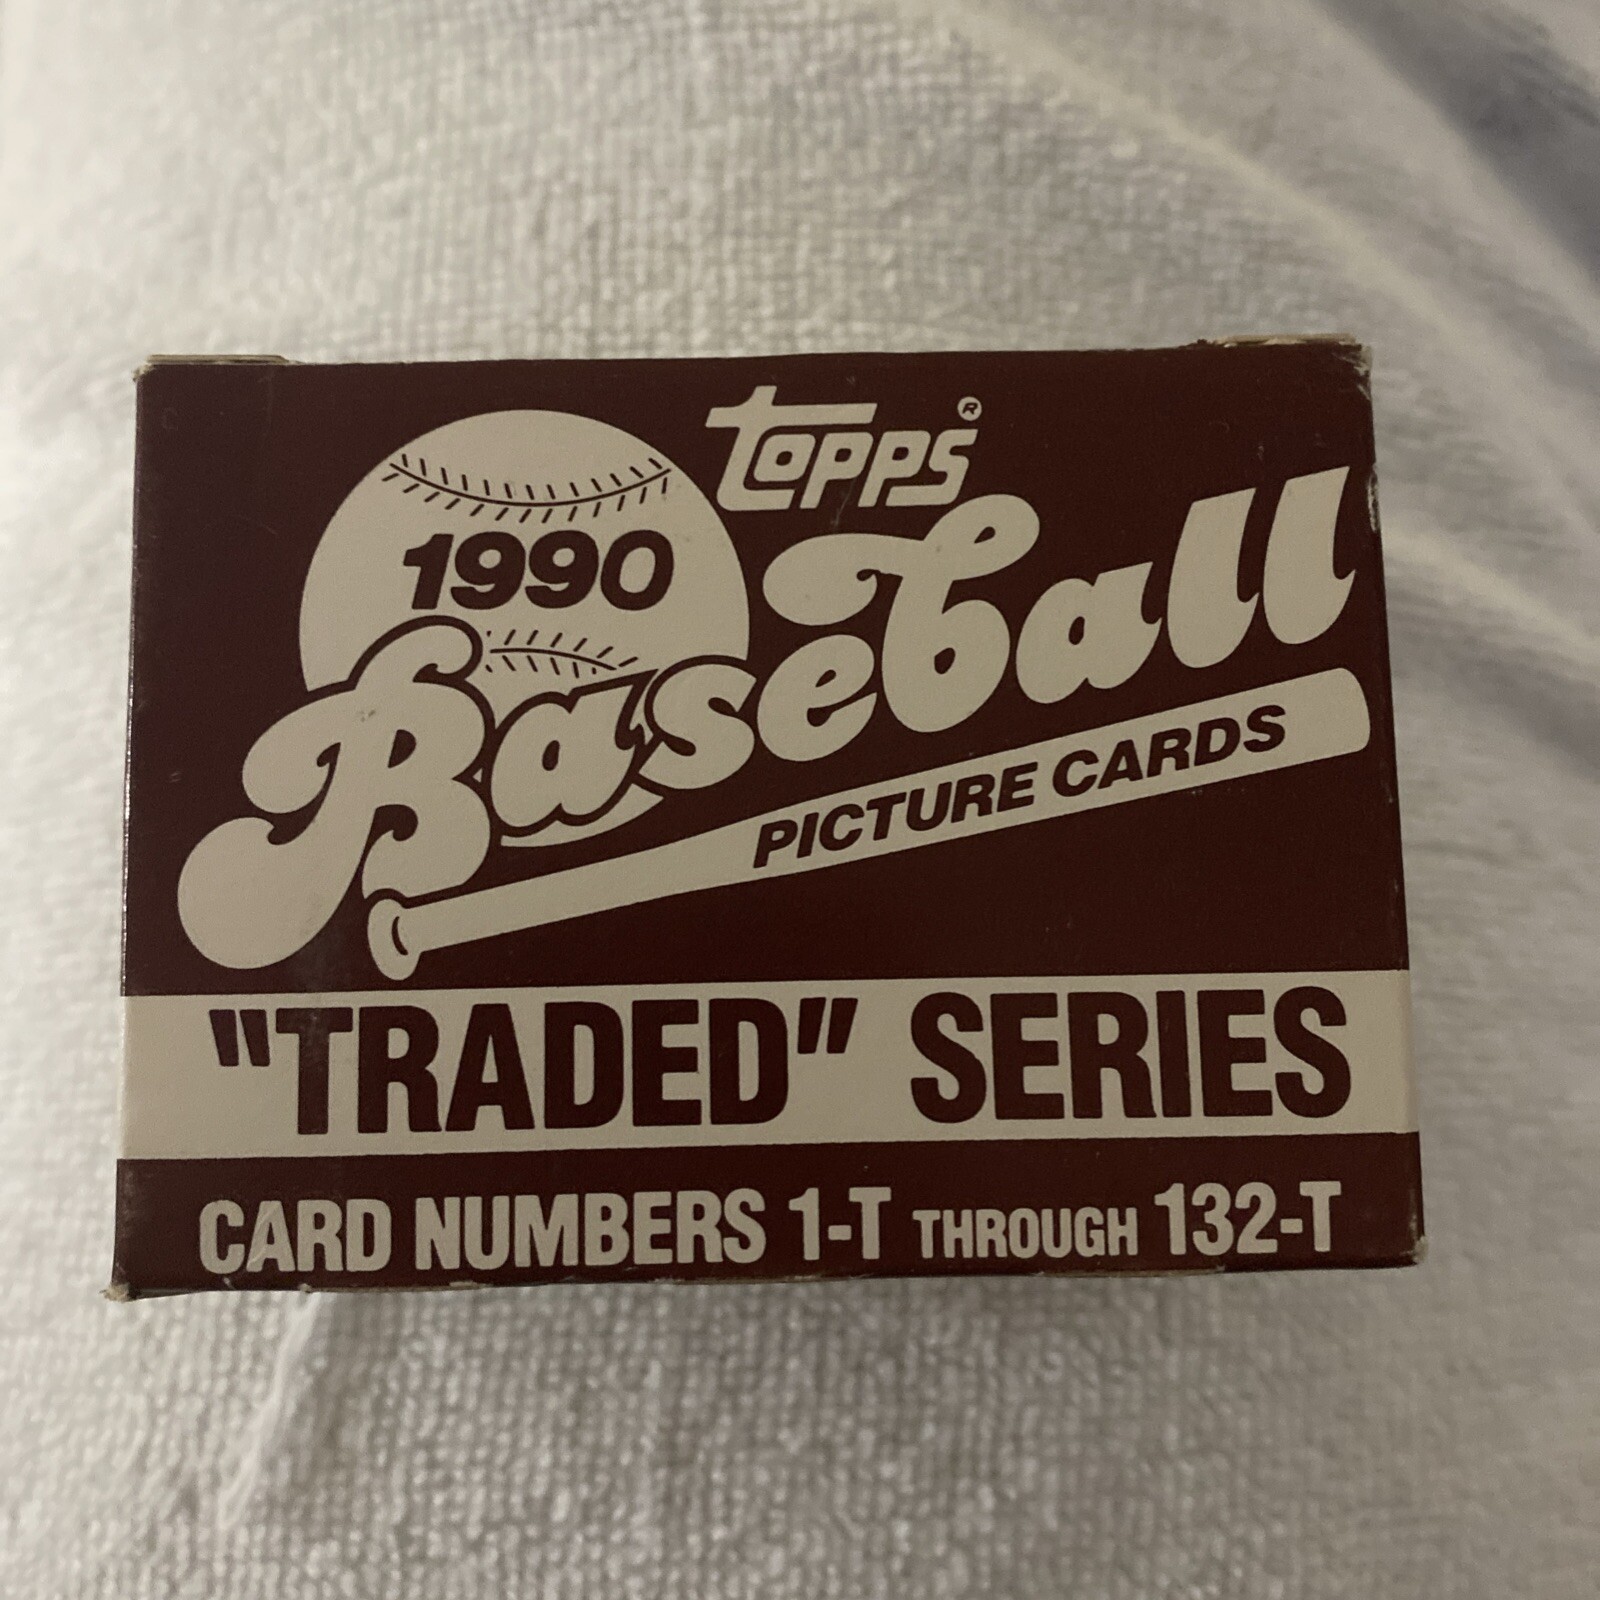 Topps®
1990
Baseball
PICTURE CARDS
"TRADED" SERIES
CARD NUMBERS 1-T THROUGH 132-T